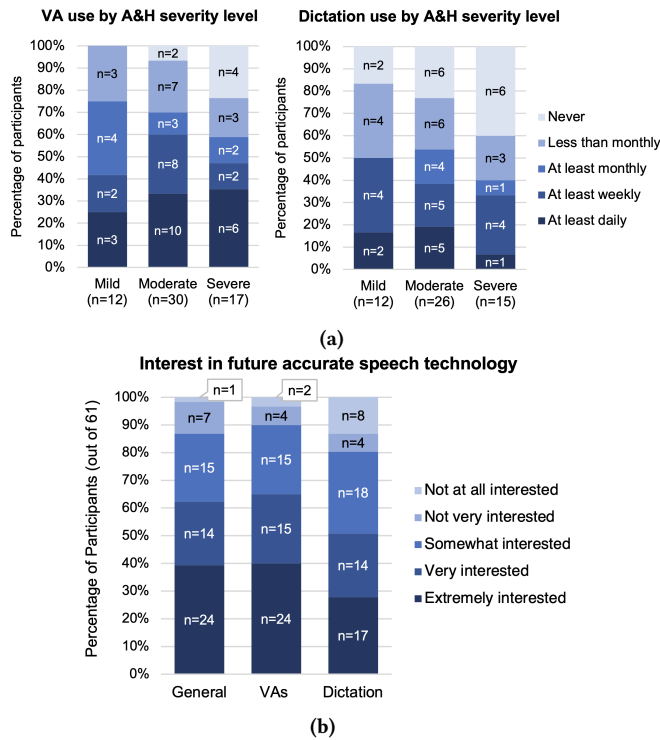 VA use by A&H severity level
100%
90%
80%
70%
60%
50%
40%
30%
20%
10%
0%
Percentage of participants
n=3
n=4
n=2
n=3
n=2
n=7
n=3
n=8
n=10
n=4
n=3
n=2
n=2
n=6
Mild
(n=12)
Moderate
(n=30)
Severe
(n=17)
Dictation use by A&H severity level
100%
90%
80%
70%
60%
50%
40%
30%
20%
10%
0%
Percentage of participants
n=2
n=4
n=4
n=2
n=6
n=6
n=4
n=5
n=5
n=6
n=3
n=1
n=4
n=1
Mild
(n=12)
Moderate
(n=26)
Severe
(n=15)
Never
Less than monthly
At least monthly
At least weekly
At least daily
(a)
Interest in future accurate speech technology
100%
90%
80%
70%
60%
50%
40%
30%
20%
10%
0%
Percentage of Participants (out of 61)
n=1
n=7
n=15
n=14
n=24
n=2
n=4
n=15
n=15
n=24
n=8
n=4
n=18
n=14
n=17
General
VAs
Dictation
Not at all interested
Not very interested
Somewhat interested
Very interested
Extremely interested
(b)